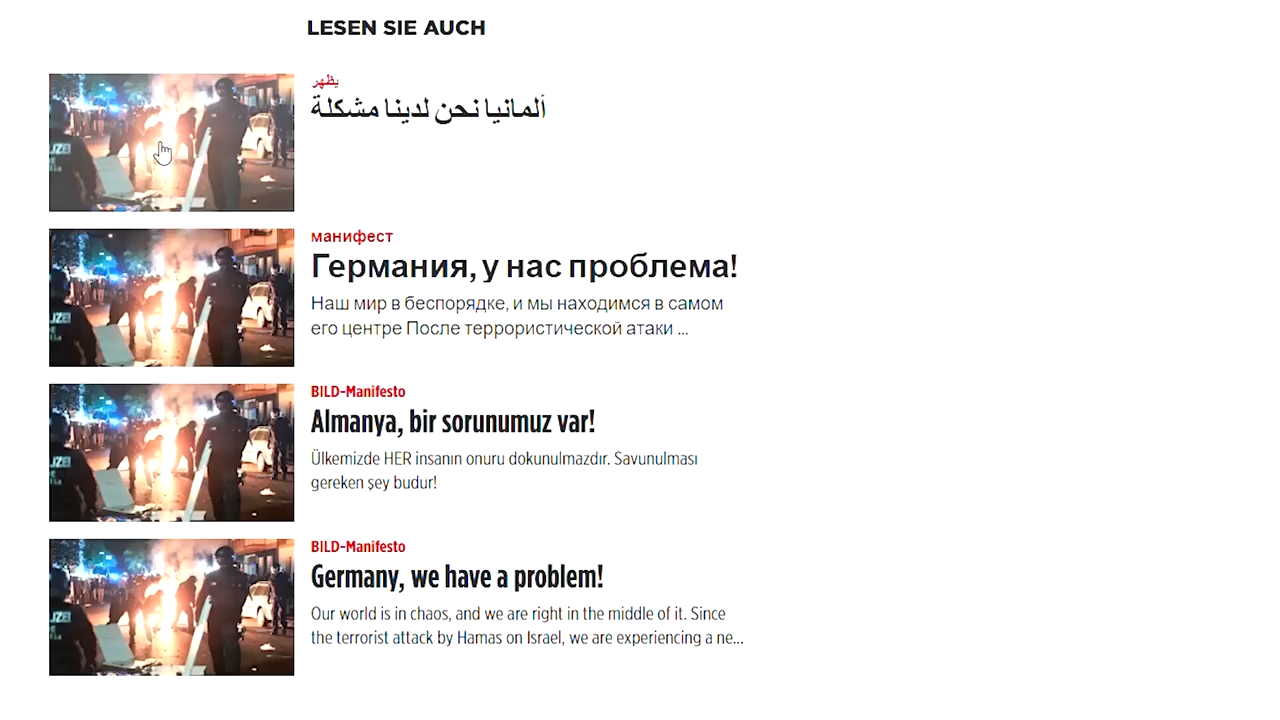 LESEN SIE AUCH
يظهر
ألمانيا نحن لدينا مشكلة
манифест
Германия, у нас проблема!
Наш мир в беспорядке, и мы находимся в самом
его центре После террористической атаки ...
BILD-Manifesto
Almanya, bir sorunumuz var!
Ülkemizde HER insanın onuru dokunulmazdır. Savunulması
gereken şey budur!
BILD-Manifesto
Germany, we have a problem!
Our world is in chaos, and we are right in the middle of it. Since
the terrorist attack by Hamas on Israel, we are experiencing a ne...